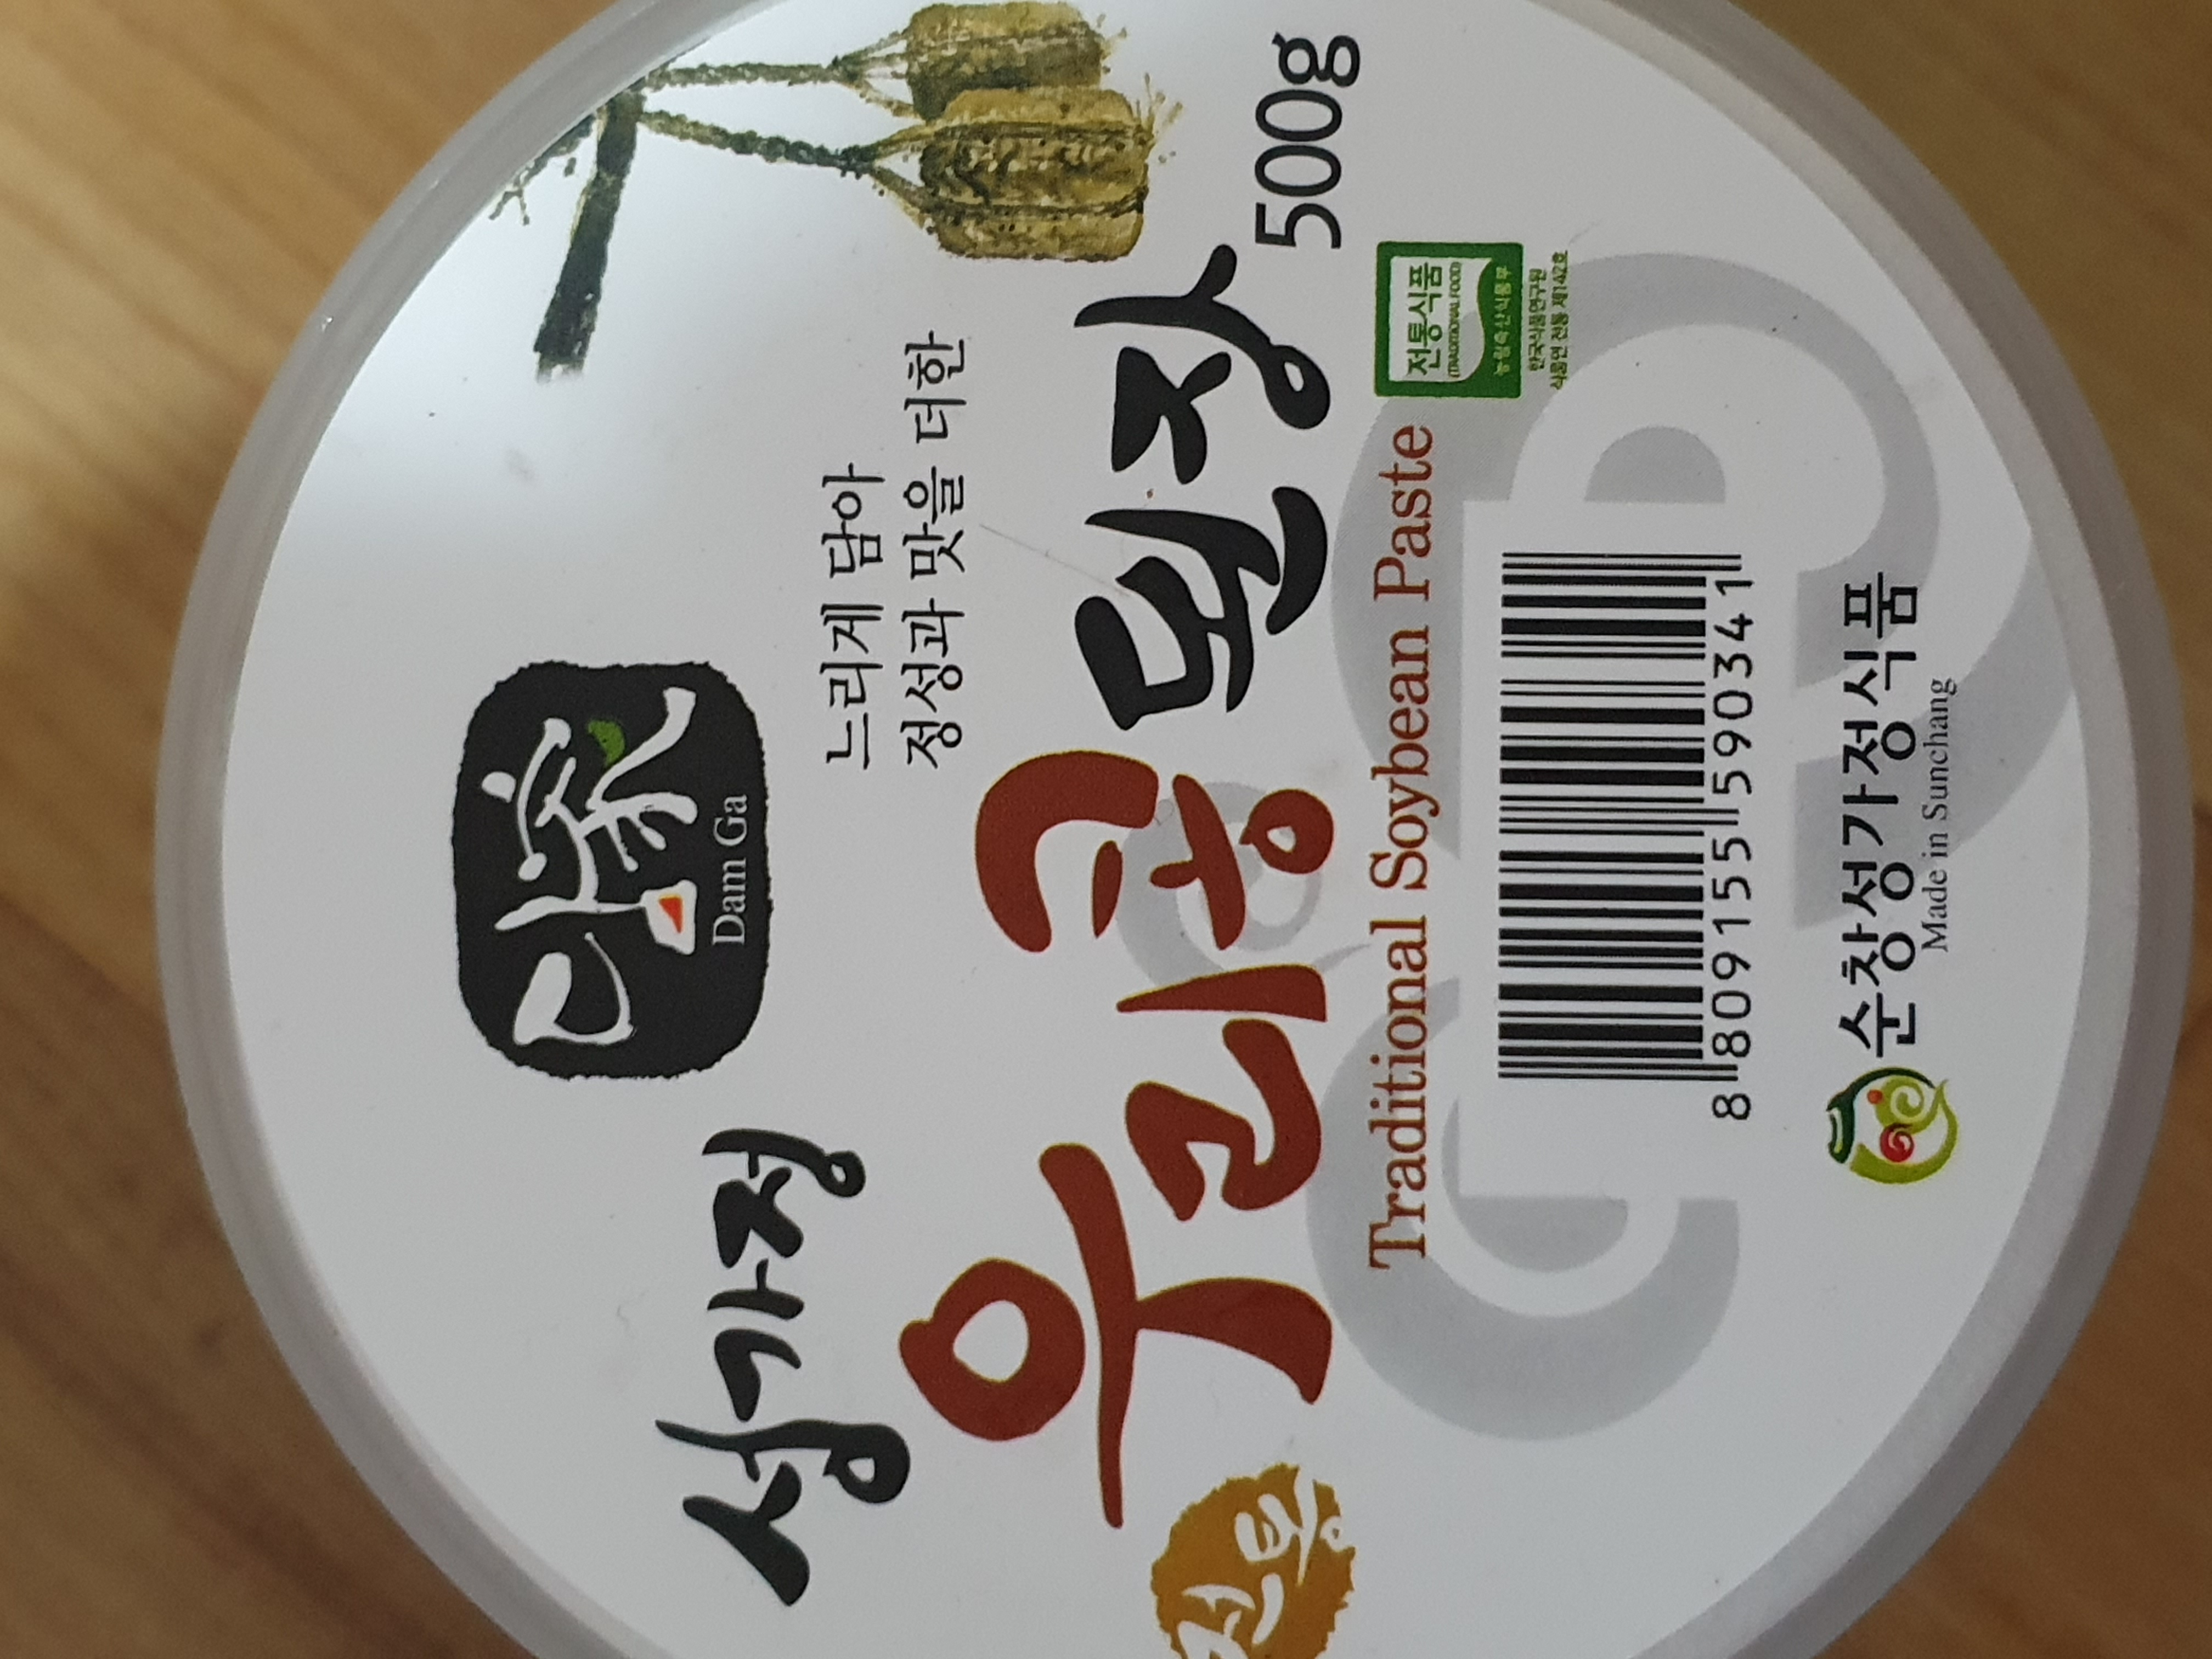 담家
Dam Ga
성가정
느리게 담아
정성과 맛을 더한
전통
우리콩된장 500g
Traditional Soybean Paste
전통식품
(TRADITIONAL FOOD)
농림축산식품부
한국식품연구원
식품연 전통 제142호
8 809155 590341
순창성가정식품
Made in Sunchang